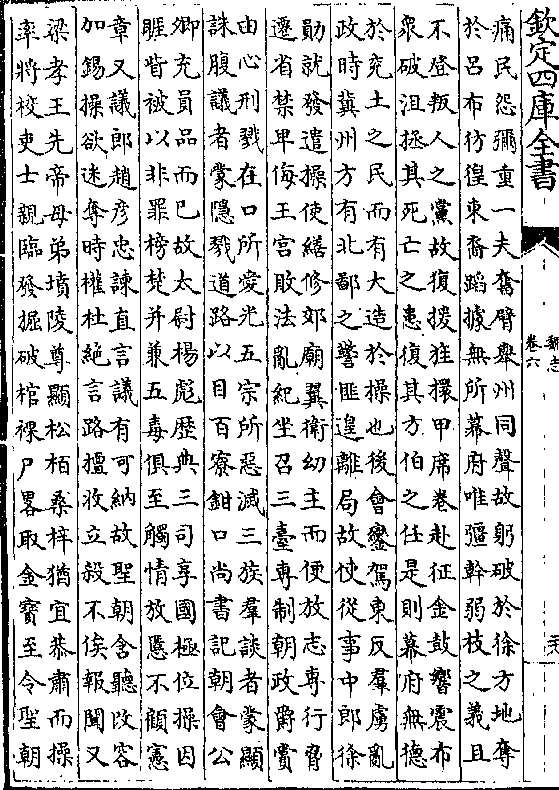 欽定四庫全書
魏志
卷六
痛民怨彌重一夫奮臂舉州同聲故躬破於徐方地奪
於呂布彷徨東裔蹈據無所幕府唯彊幹弱枝之義且
不登叛人之黨故復援旌擐甲席卷赴征金鼓響震布
衆破沮拯其死亡之患復其方伯之任是則幕府無德
於兖土之民而有大造於操也後會鑾駕東反羣虜亂
政時冀州方有北鄙之警匪遑離局故使從事中郎徐
勛就發遣操使繕修郊廟翼衛幼主而便放志專行脅
遷省禁卑侮王宫敗法亂紀坐召三臺專制朝政爵賞
由心刑戮在口所愛光五宗所惡滅三族羣談者蒙顯
誅腹議者蒙隱戮道路以目百寮鉗口尚書記朝會公
卿充員品而已故太尉楊彪歷典三司享國極位操因
睚眥被以非罪榜楚并兼五毒俱至觸情放慝不顧憲
章又議郎趙彦忠諫直言議有可納故聖朝含聽改容
加錫操欲迷奪時權杜絶言路擅收立殺不俟報聞又
梁孝王先帝母弟墳陵尊顯松栢桑梓猶宜恭肅而操
率將校吏士親臨發掘破棺裸尸畧取金寶至令聖朝